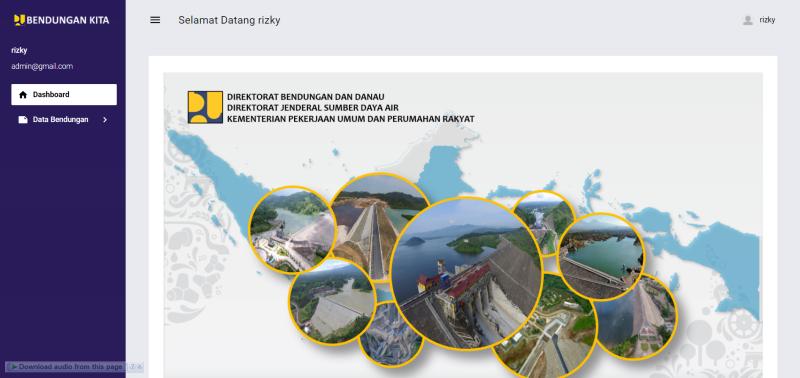 BENDUNGAN KITA
Selamat Datang rizky
rizky
rizky
admin@gmail.com
Dashboard
Data Bendungan
DIREKTORAT BENDUNGAN DAN DANAU
DIREKTORAT JENDERAL SUMBER DAYA AIR
KEMENTERIAN PEKERJAAN UMUM DAN PERUMAHAN RAKYAT
Download audio from this page